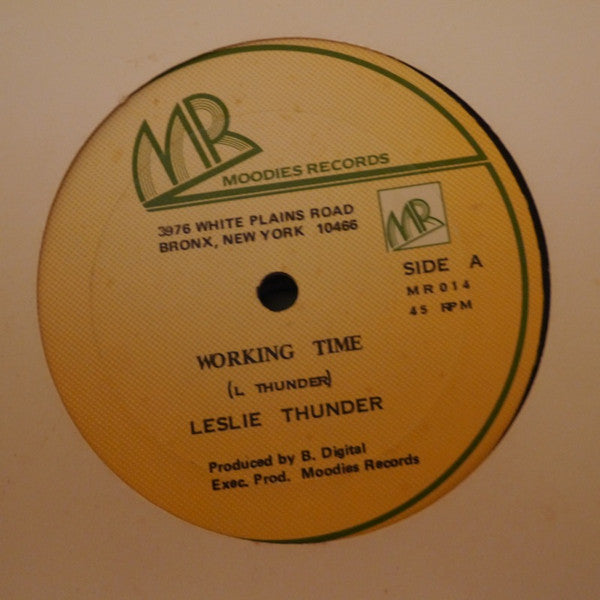 MR
MOODIES RECORDS
3976 WHITE PLAINS ROAD
BRONX, NEW YORK 10466
MR
SIDE A
MR014
45 RPM
WORKING TIME
(L. THUNDER)
LESLIE THUNDER
Produced by B. Digital
Exec. Prod. Moodies Records